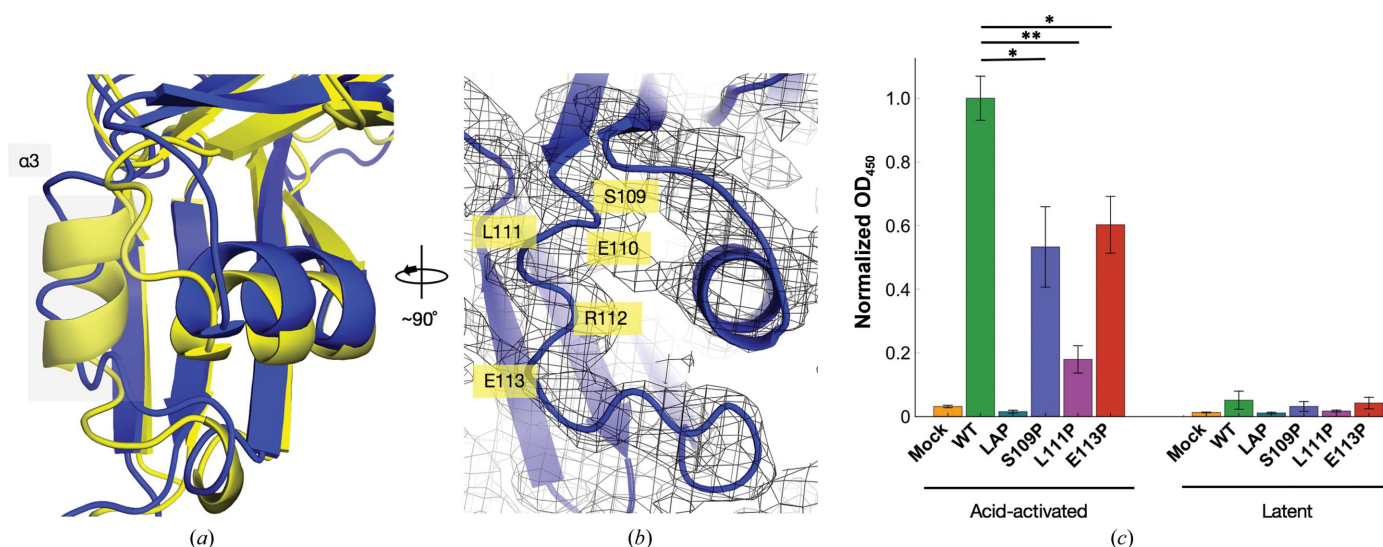 α3
~90°
(a)
S109
L111
E110
R112
E113
(b)
*
**
*
Normalized OD450
1.0
0.8
0.6
0.4
0.2
0
Mock
WT
LAP
S109P
L111P
E113P
Mock
WT
LAP
S109P
L111P
E113P
Acid-activated
Latent
(c)